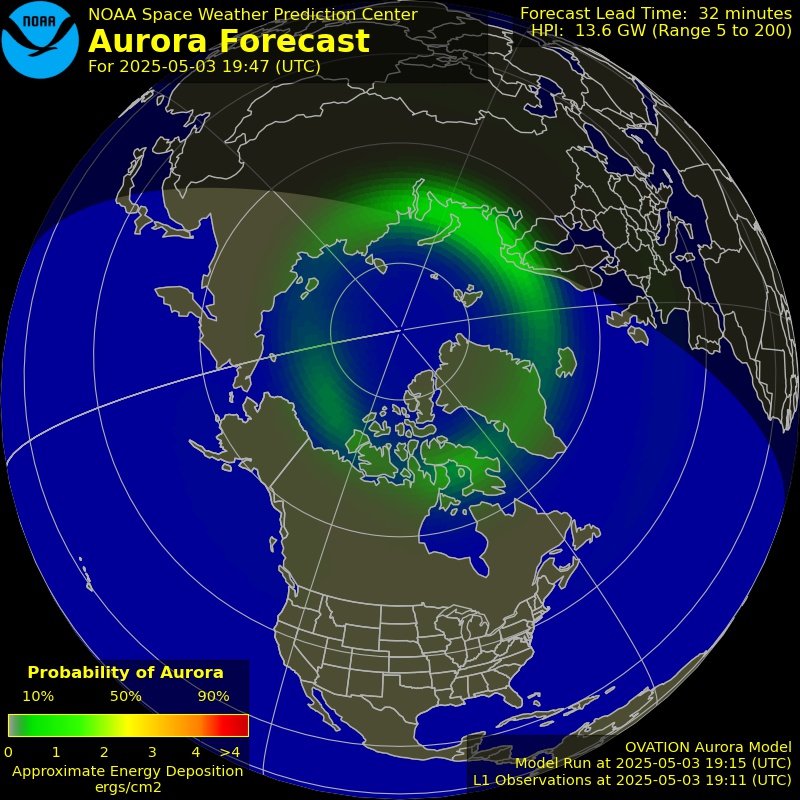 NOAA
NOAA Space Weather Prediction Center
Aurora Forecast
For 2025-05-03 19:47 (UTC)
Forecast Lead Time: 32 minutes
HPI: 13.6 GW (Range 5 to 200)
Probability of Aurora
10% 50% 90%
0 1 2 3 4 >4
Approximate Energy Deposition
ergs/cm2
OVATION Aurora Model
Model Run at 2025-05-03 19:15 (UTC)
L1 Observations at 2025-05-03 19:11 (UTC)